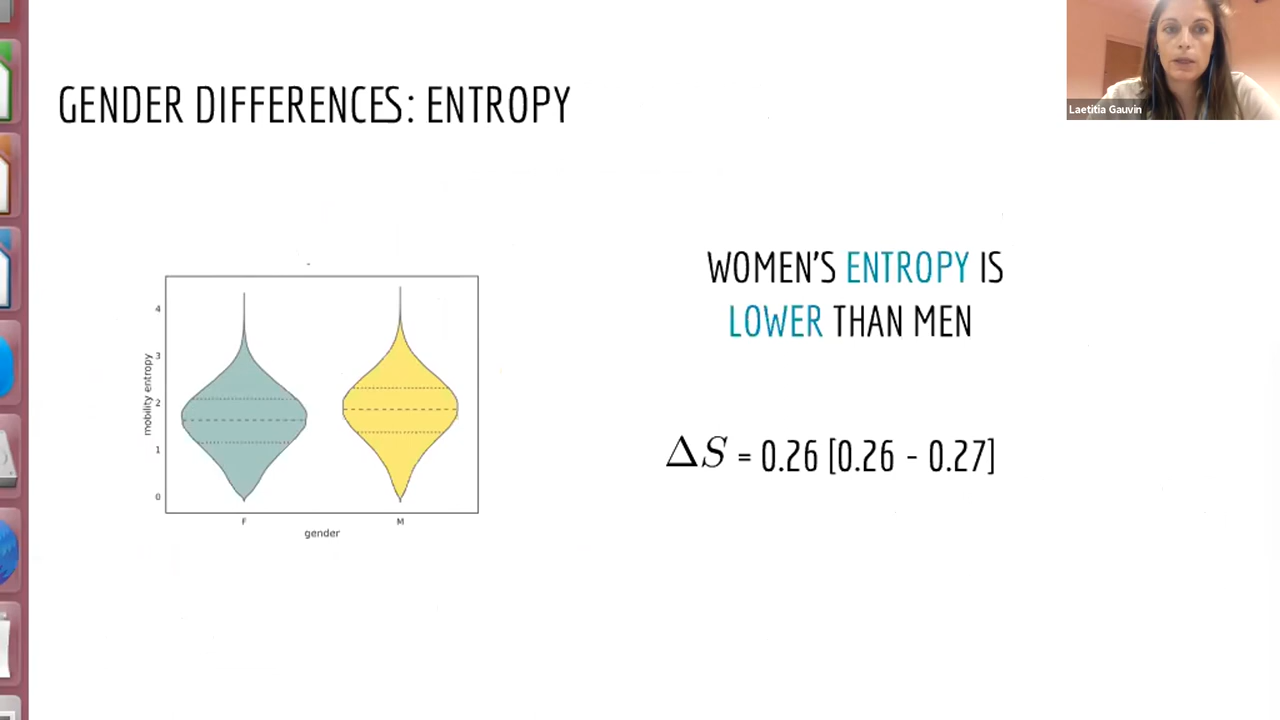 Laetitia Gauvin
GENDER DIFFERENCES: ENTROPY
WOMEN'S ENTROPY IS
LOWER THAN MEN
ΔS = 0.26 [0.26 - 0.27]
mobility entropy
4
3
2
1
0
F M
gender